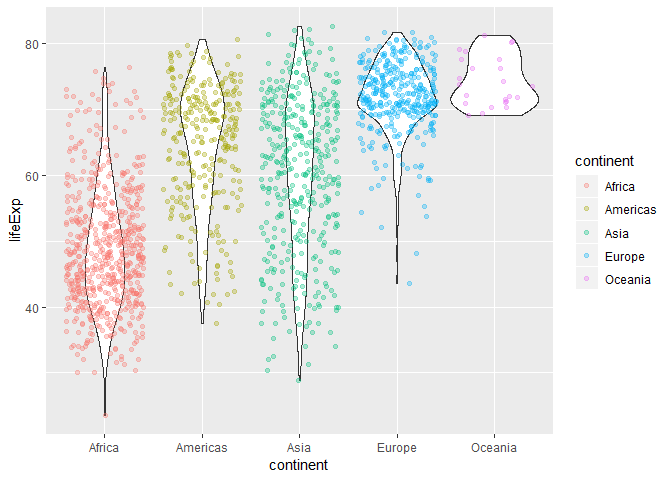 80
60
40
lifeExp
Africa Americas Asia Europe Oceania
continent
continent
Africa
Americas
Asia
Europe
Oceania